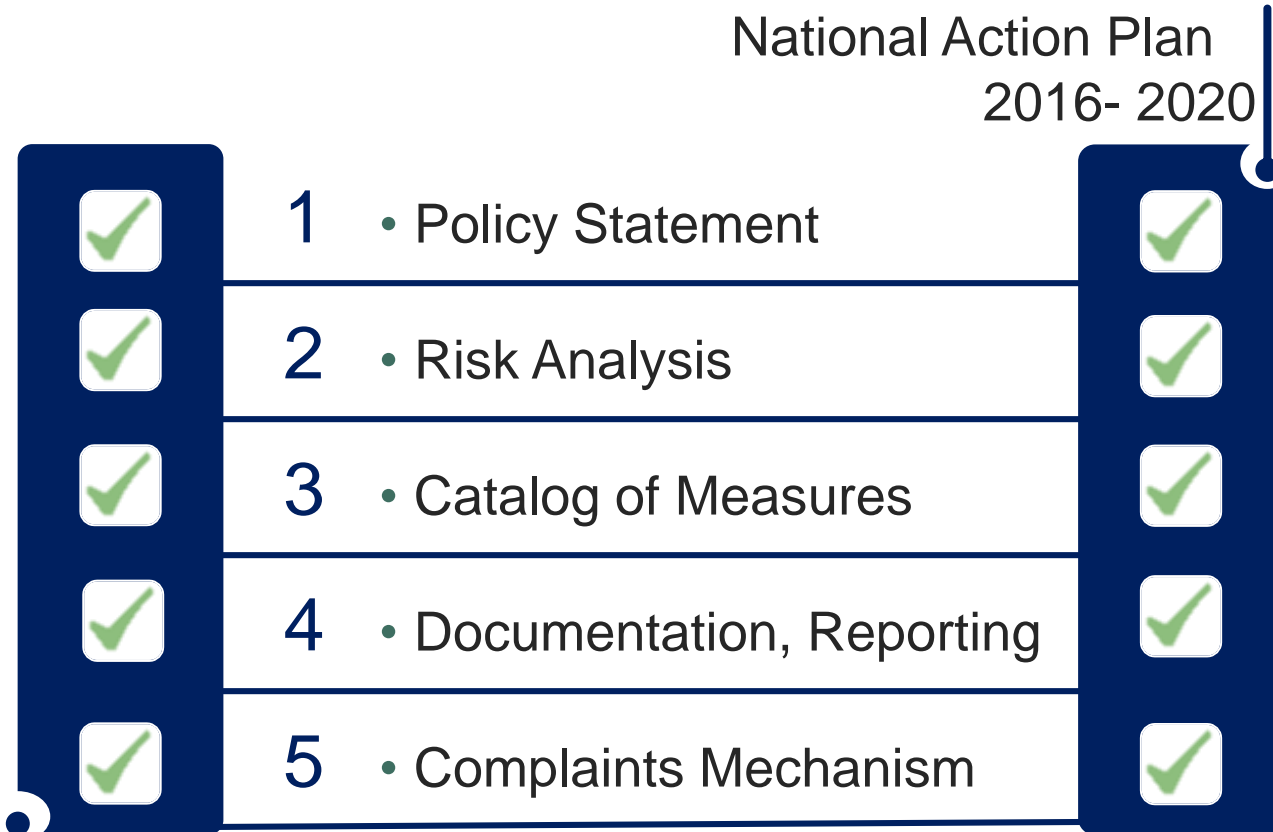 National Action Plan
2016- 2020
1 • Policy Statement
2 • Risk Analysis
3 • Catalog of Measures
4 • Documentation, Reporting
5 • Complaints Mechanism